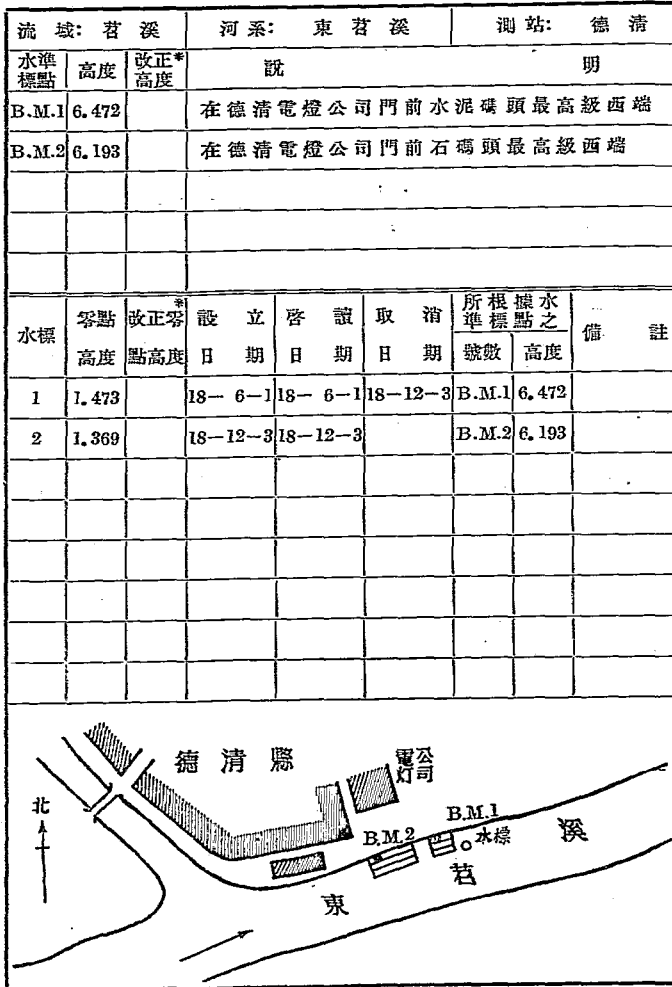 流域: 苕溪 河系: 東苕溪 測站: 德清
水準標點 高度 改正*高度 説明
B.M.1 6.472 在德清電燈公司門前水泥碼頭最高級西端
B.M.2 6.193 在德清電燈公司門前石碼頭最高級西端
水標 零點高度 改正零*點高度 設立日期 啓讀日期 取消日期 所根據水準標點之 號數 高度 備註
1 1.473 18—6—1 18—6—1 18—12—3 B.M.1 6.472
2 1.369 18—12—3 18—12—3 B.M.2 6.193
德清縣
電灯公司
北
B.M.1
B.M.2
水標
東苕溪